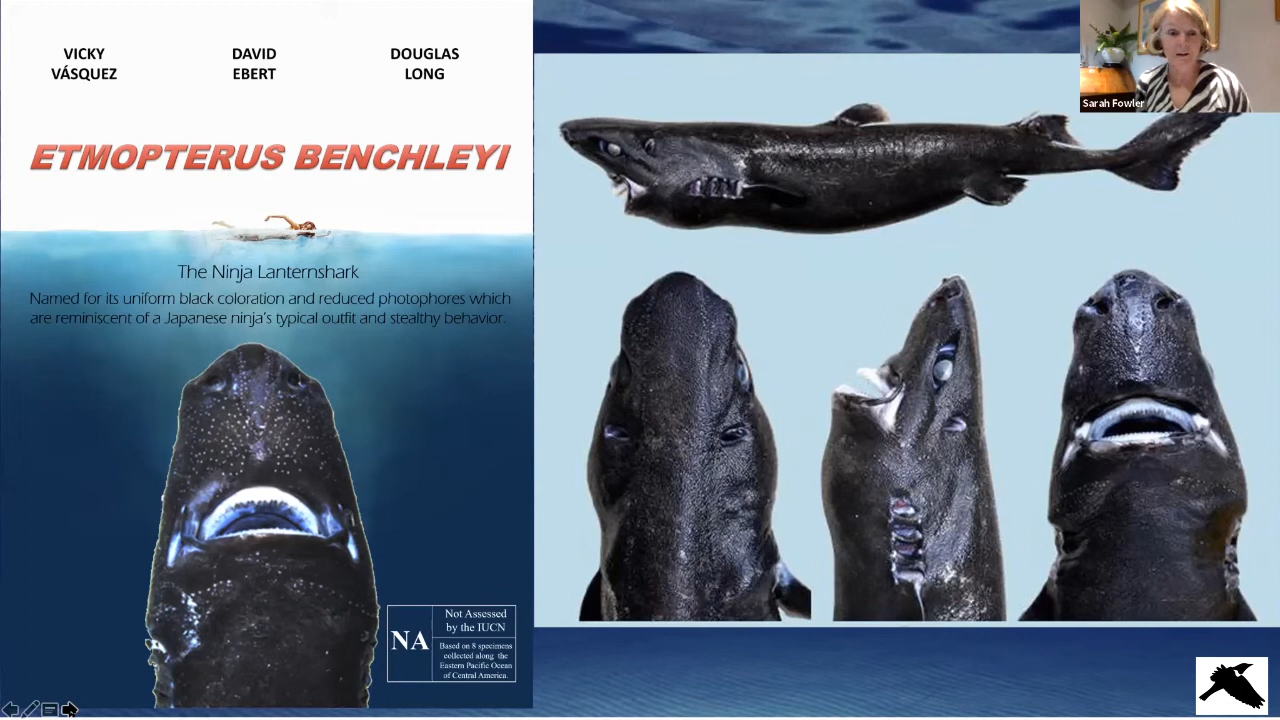 VICKY
VÁSQUEZ
DAVID
EBERT
DOUGLAS
LONG
ETMOPTERUS BENCHLEYI
The Ninja Lanternshark
Named for its uniform black coloration and reduced photophores which
are reminiscent of a Japanese ninja's typical outfit and stealthy behavior.
NA
Not Assessed
by the IUCN
Based on 8 specimens
collected along the
Eastern Pacific Ocean
of Central America.
Sarah Fowler